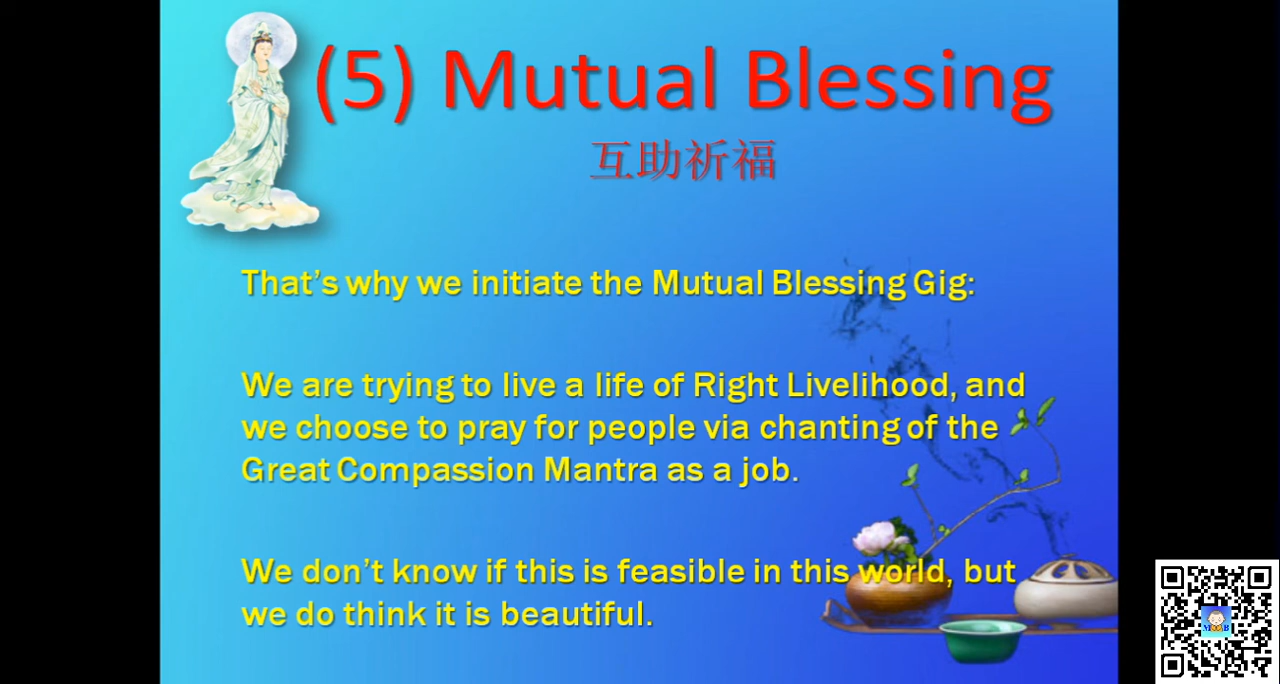 (5) Mutual Blessing
互助祈福
That's why we initiate the Mutual Blessing Gig:
We are trying to live a life of Right Livelihood, and
we choose to pray for people via chanting of the
Great Compassion Mantra as a job.
We don't know if this is feasible in this world, but
we do think it is beautiful.